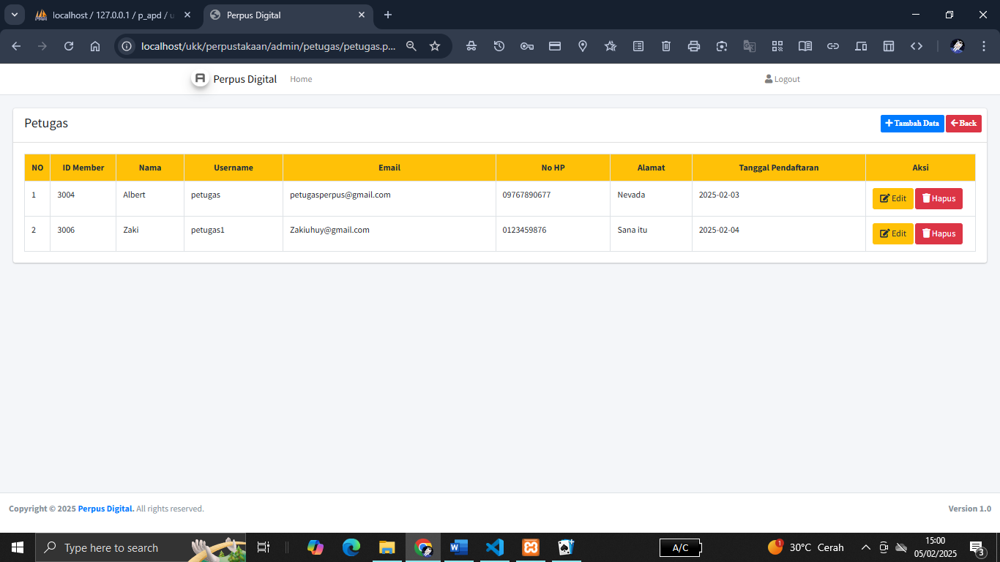 localhost / 127.0.0.1 / p_apd / u
Perpus Digital
localhost/ukk/perpustakaan/admin/petugas/petugas.p...
Perpus Digital Home Logout
Petugas Tambah Data Back
NO ID Member Nama Username Email No HP Alamat Tanggal Pendaftaran Aksi
1 3004 Albert petugas petugasperpus@gmail.com 09767890677 Nevada 2025-02-03 Edit Hapus
2 3006 Zaki petugas1 Zakiuhuy@gmail.com 0123459876 Sana itu 2025-02-04 Edit Hapus
Copyright © 2025 Perpus Digital. All rights reserved. Version 1.0
Type here to search A/C 1 30°C Cerah 15:00
05/02/2025 3